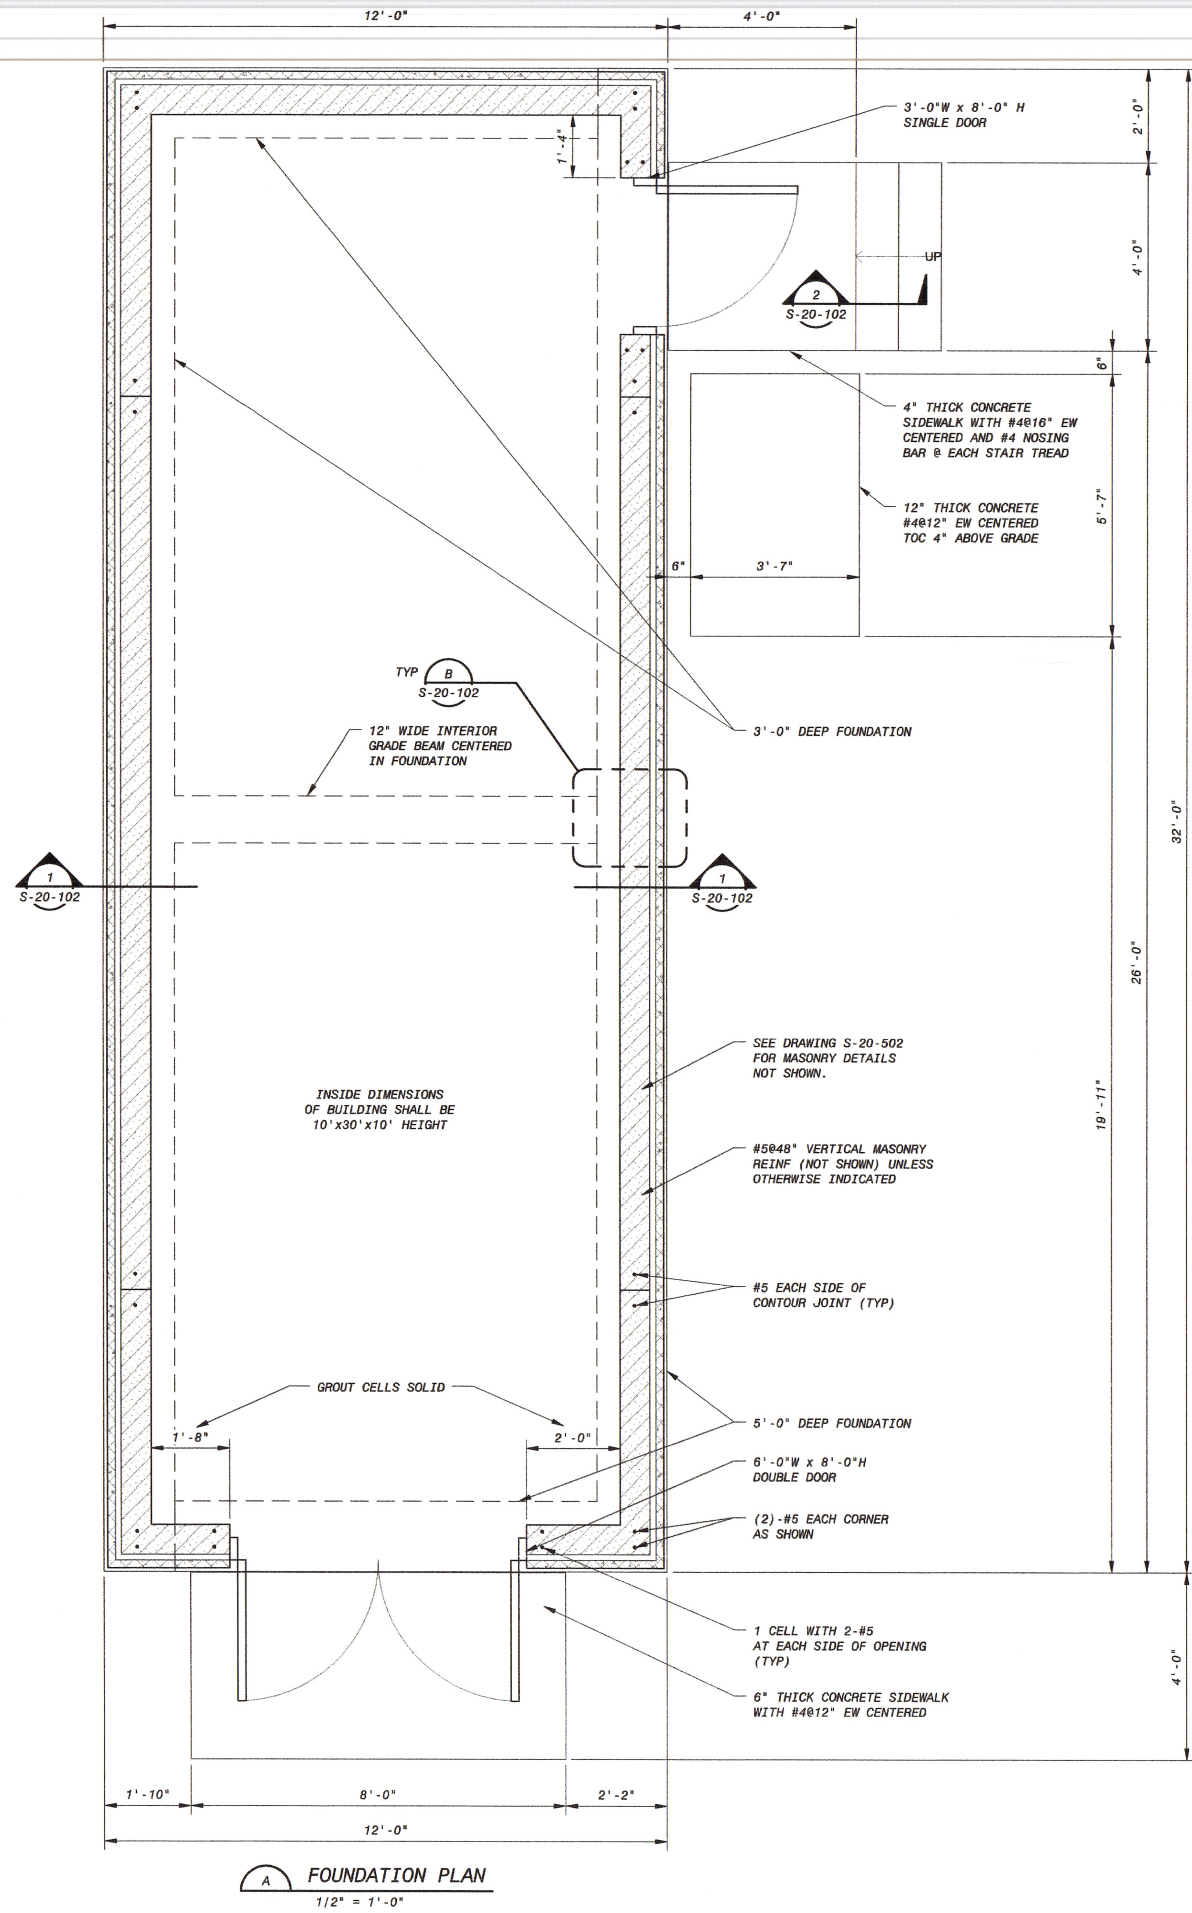 12'-0"
4'-0"
3'-0"W x 8'-0" H
SINGLE DOOR
2'-0"
1'-4"
4'-0"
UP
2
S-20-102
6"
4" THICK CONCRETE
SIDEWALK WITH #4@16" EW
CENTERED AND #4 NOSING
BAR @ EACH STAIR TREAD
12" THICK CONCRETE
#4@12" EW CENTERED
TOC 4" ABOVE GRADE
5'-7"
6"
3'-7"
TYP
B
S-20-102
12" WIDE INTERIOR
GRADE BEAM CENTERED
IN FOUNDATION
3'-0" DEEP FOUNDATION
32'-0"
1
S-20-102
1
S-20-102
26'-0"
SEE DRAWING S-20-502
FOR MASONRY DETAILS
NOT SHOWN.
INSIDE DIMENSIONS
OF BUILDING SHALL BE
10'x30'x10' HEIGHT
19'-11"
#5@48" VERTICAL MASONRY
REINF (NOT SHOWN) UNLESS
OTHERWISE INDICATED
#5 EACH SIDE OF
CONTOUR JOINT (TYP)
GROUT CELLS SOLID
1'-8"
2'-0"
5'-0" DEEP FOUNDATION
6'-0"W x 8'-0"H
DOUBLE DOOR
(2)-#5 EACH CORNER
AS SHOWN
1 CELL WITH 2-#5
AT EACH SIDE OF OPENING
(TYP)
4'-0"
6" THICK CONCRETE SIDEWALK
WITH #4@12" EW CENTERED
1'-10"
8'-0"
2'-2"
12'-0"
A
FOUNDATION PLAN
1/2" = 1'-0"